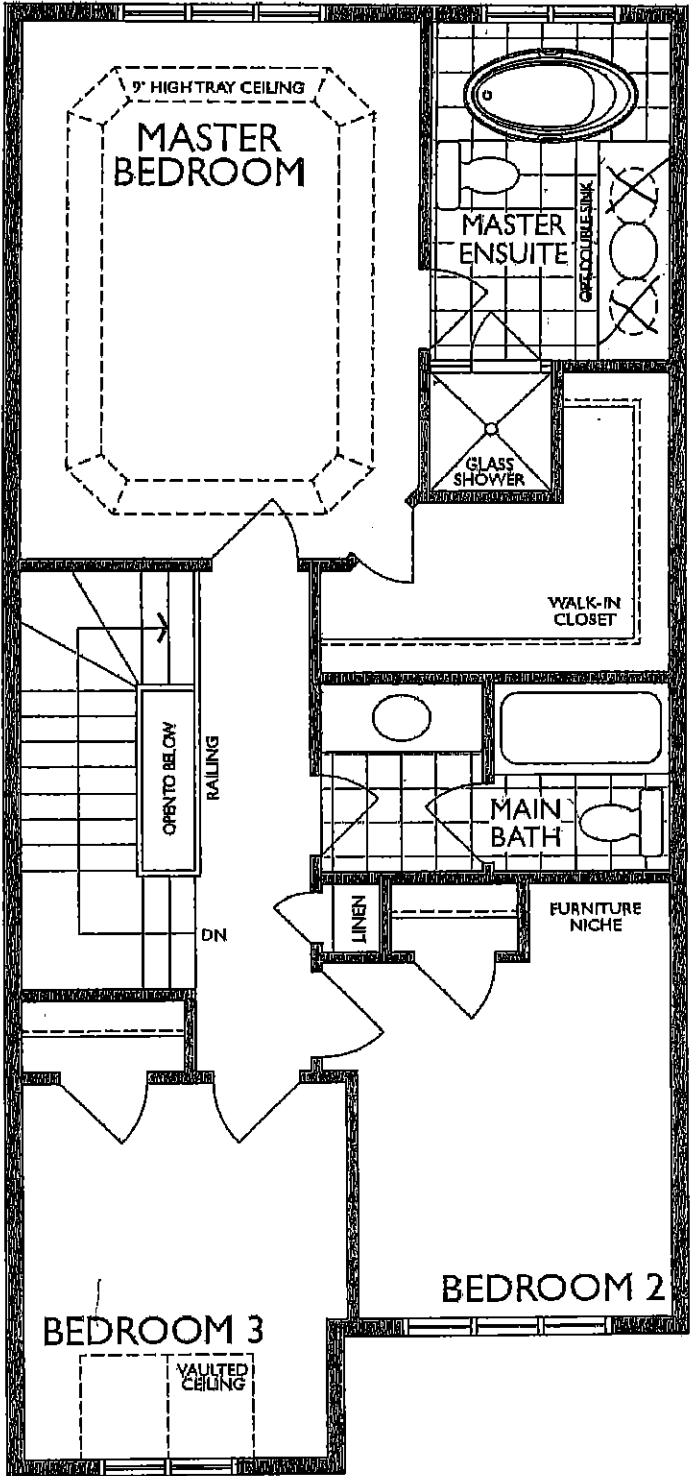 9' HIGH TRAY CEILING
MASTER
BEDROOM
MASTER
ENSUITE
OPT. DOUBLE SINK
GLASS
SHOWER
WALK-IN
CLOSET
OPEN TO BELOW
RAILING
MAIN
BATH
LINEN
FURNITURE
NICHE
DN
BEDROOM 2
BEDROOM 3
VAULTED
CEILING